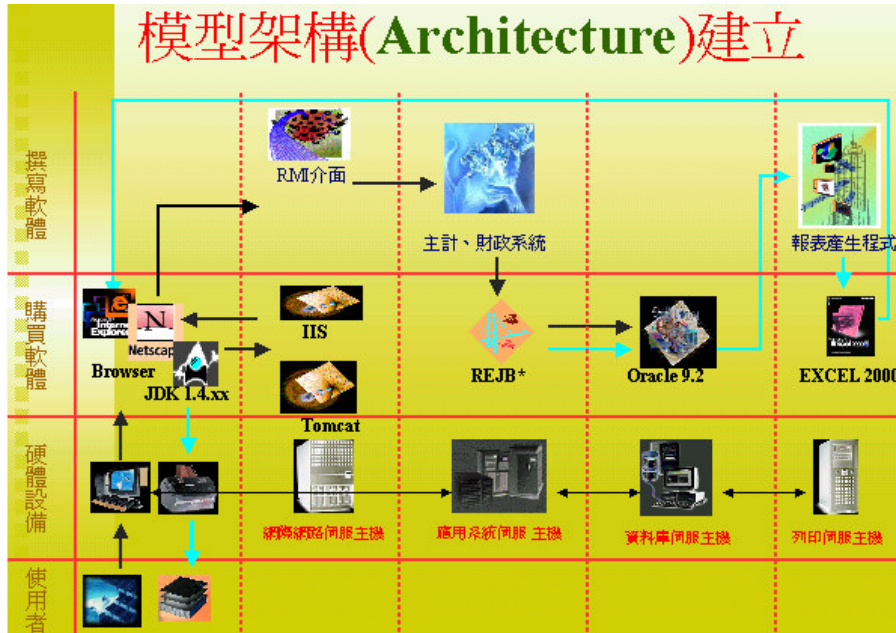 模型架構(Architecture)建立
撰寫軟體
RMI介面
主計、財政系統
報表產生程式
購買軟體
Internet
Explorer
N
Netscap
Browser
JDK 1.4.xx
IIS
Tomcat
REJB*
Oracle 9.2
EXCEL 2000
硬體設備
網際網路伺服主機
應用系統伺服 主機
資料庫伺服主機
列印伺服主機
使用者